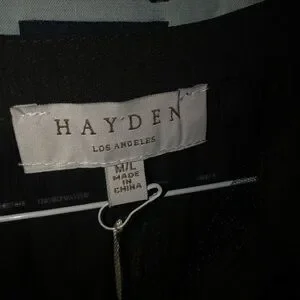 HAYDEN
LOS ANGELES
M/L
MADE IN
CHINA